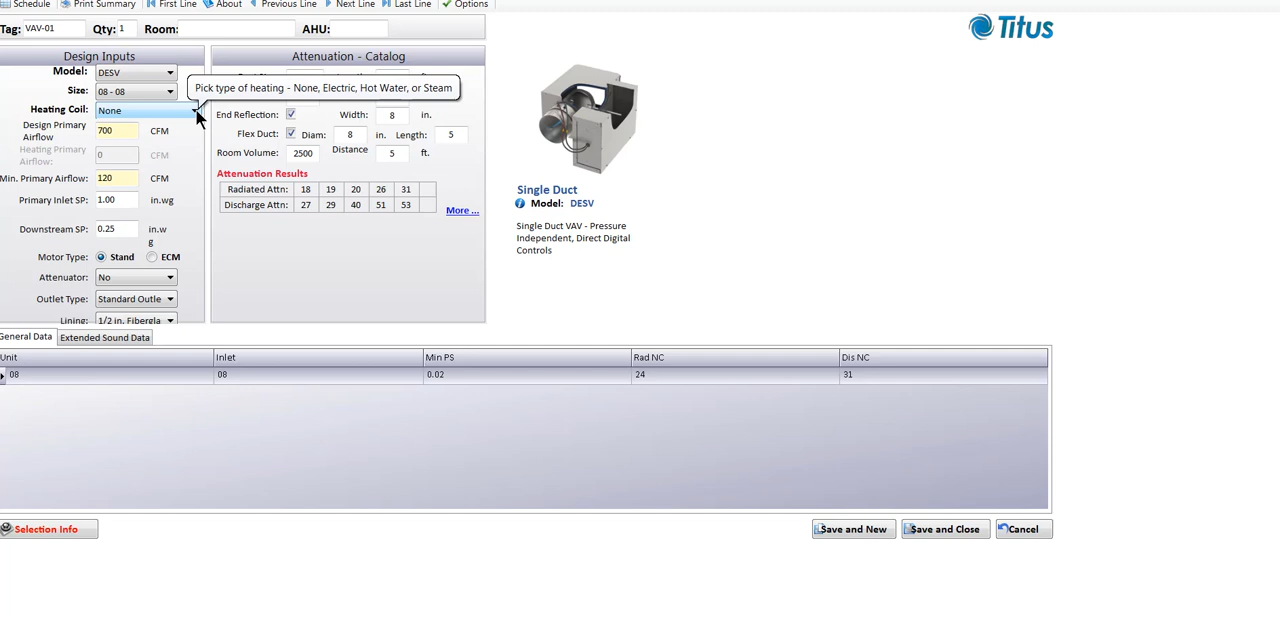 Schedule Print Summary First Line About Previous Line Next Line Last Line Options
Tag: VAV-01 Qty: 1 Room: AHU:
Titus
Design Inputs
Model: DESV
Size: 08 - 08
Heating Coil: None
Design Primary Airflow 700 CFM
Heating Primary Airflow: 0 CFM
Min. Primary Airflow: 120 CFM
Primary Inlet SP: 1.00 in.wg
Downstream SP: 0.25 in.w
g
Motor Type: Stand ECM
Attenuator: No
Outlet Type: Standard Outle
Lining: 1/2 in. Fibergla
Attenuation - Catalog
Pick type of heating - None, Electric, Hot Water, or Steam
End Reflection: Width: 8 in.
Flex Duct: Diam: 8 in. Length: 5
Room Volume: 2500 Distance 5 ft.
Attenuation Results
Radiated Attn: 18 19 20 26 31
Discharge Attn: 27 29 40 51 53
More ...
Single Duct
Model: DESV
Single Duct VAV - Pressure
Independent, Direct Digital
Controls
General Data Extended Sound Data
Unit Inlet Min PS Rad NC Dis NC
08 08 0.02 24 31
Selection Info Save and New Save and Close Cancel